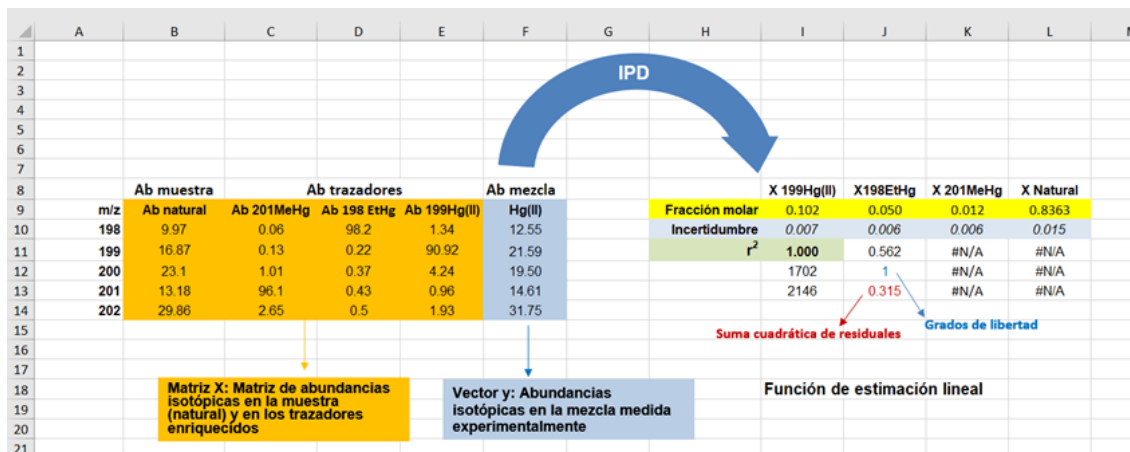 A B C D E F G H I J K L
1
2
IPD
3
4
5
6
7
8 Ab muestra Ab trazadores Ab mezcla X 199Hg(II) X198EtHg X 201MeHg X Natural
9 m/z Ab natural Ab 201MeHg Ab 198 EtHg Ab 199Hg(II) Hg(II) Fracción molar 0.102 0.050 0.012 0.8363
10 198 9.97 0.06 98.2 1.34 12.55 Incertidumbre 0.007 0.006 0.006 0.015
11 199 16.87 0.13 0.22 90.92 21.59 r² 1.000 0.562 #N/A #N/A
12 200 23.1 1.01 0.37 4.24 19.50 1702 1 #N/A #N/A
13 201 13.18 96.1 0.43 0.96 14.61 2146 0.315 #N/A #N/A
14 202 29.86 2.65 0.5 1.93 31.75
15
Grados de libertad
Suma cuadrática de residuales
16
17
18
19
20
21
Matriz X: Matriz de abundancias
isotópicas en la muestra
(natural) y en los trazadores
enriquecidos
Vector y: Abundancias
isotópicas en la mezcla medida
experimentalmente
Función de estimación lineal